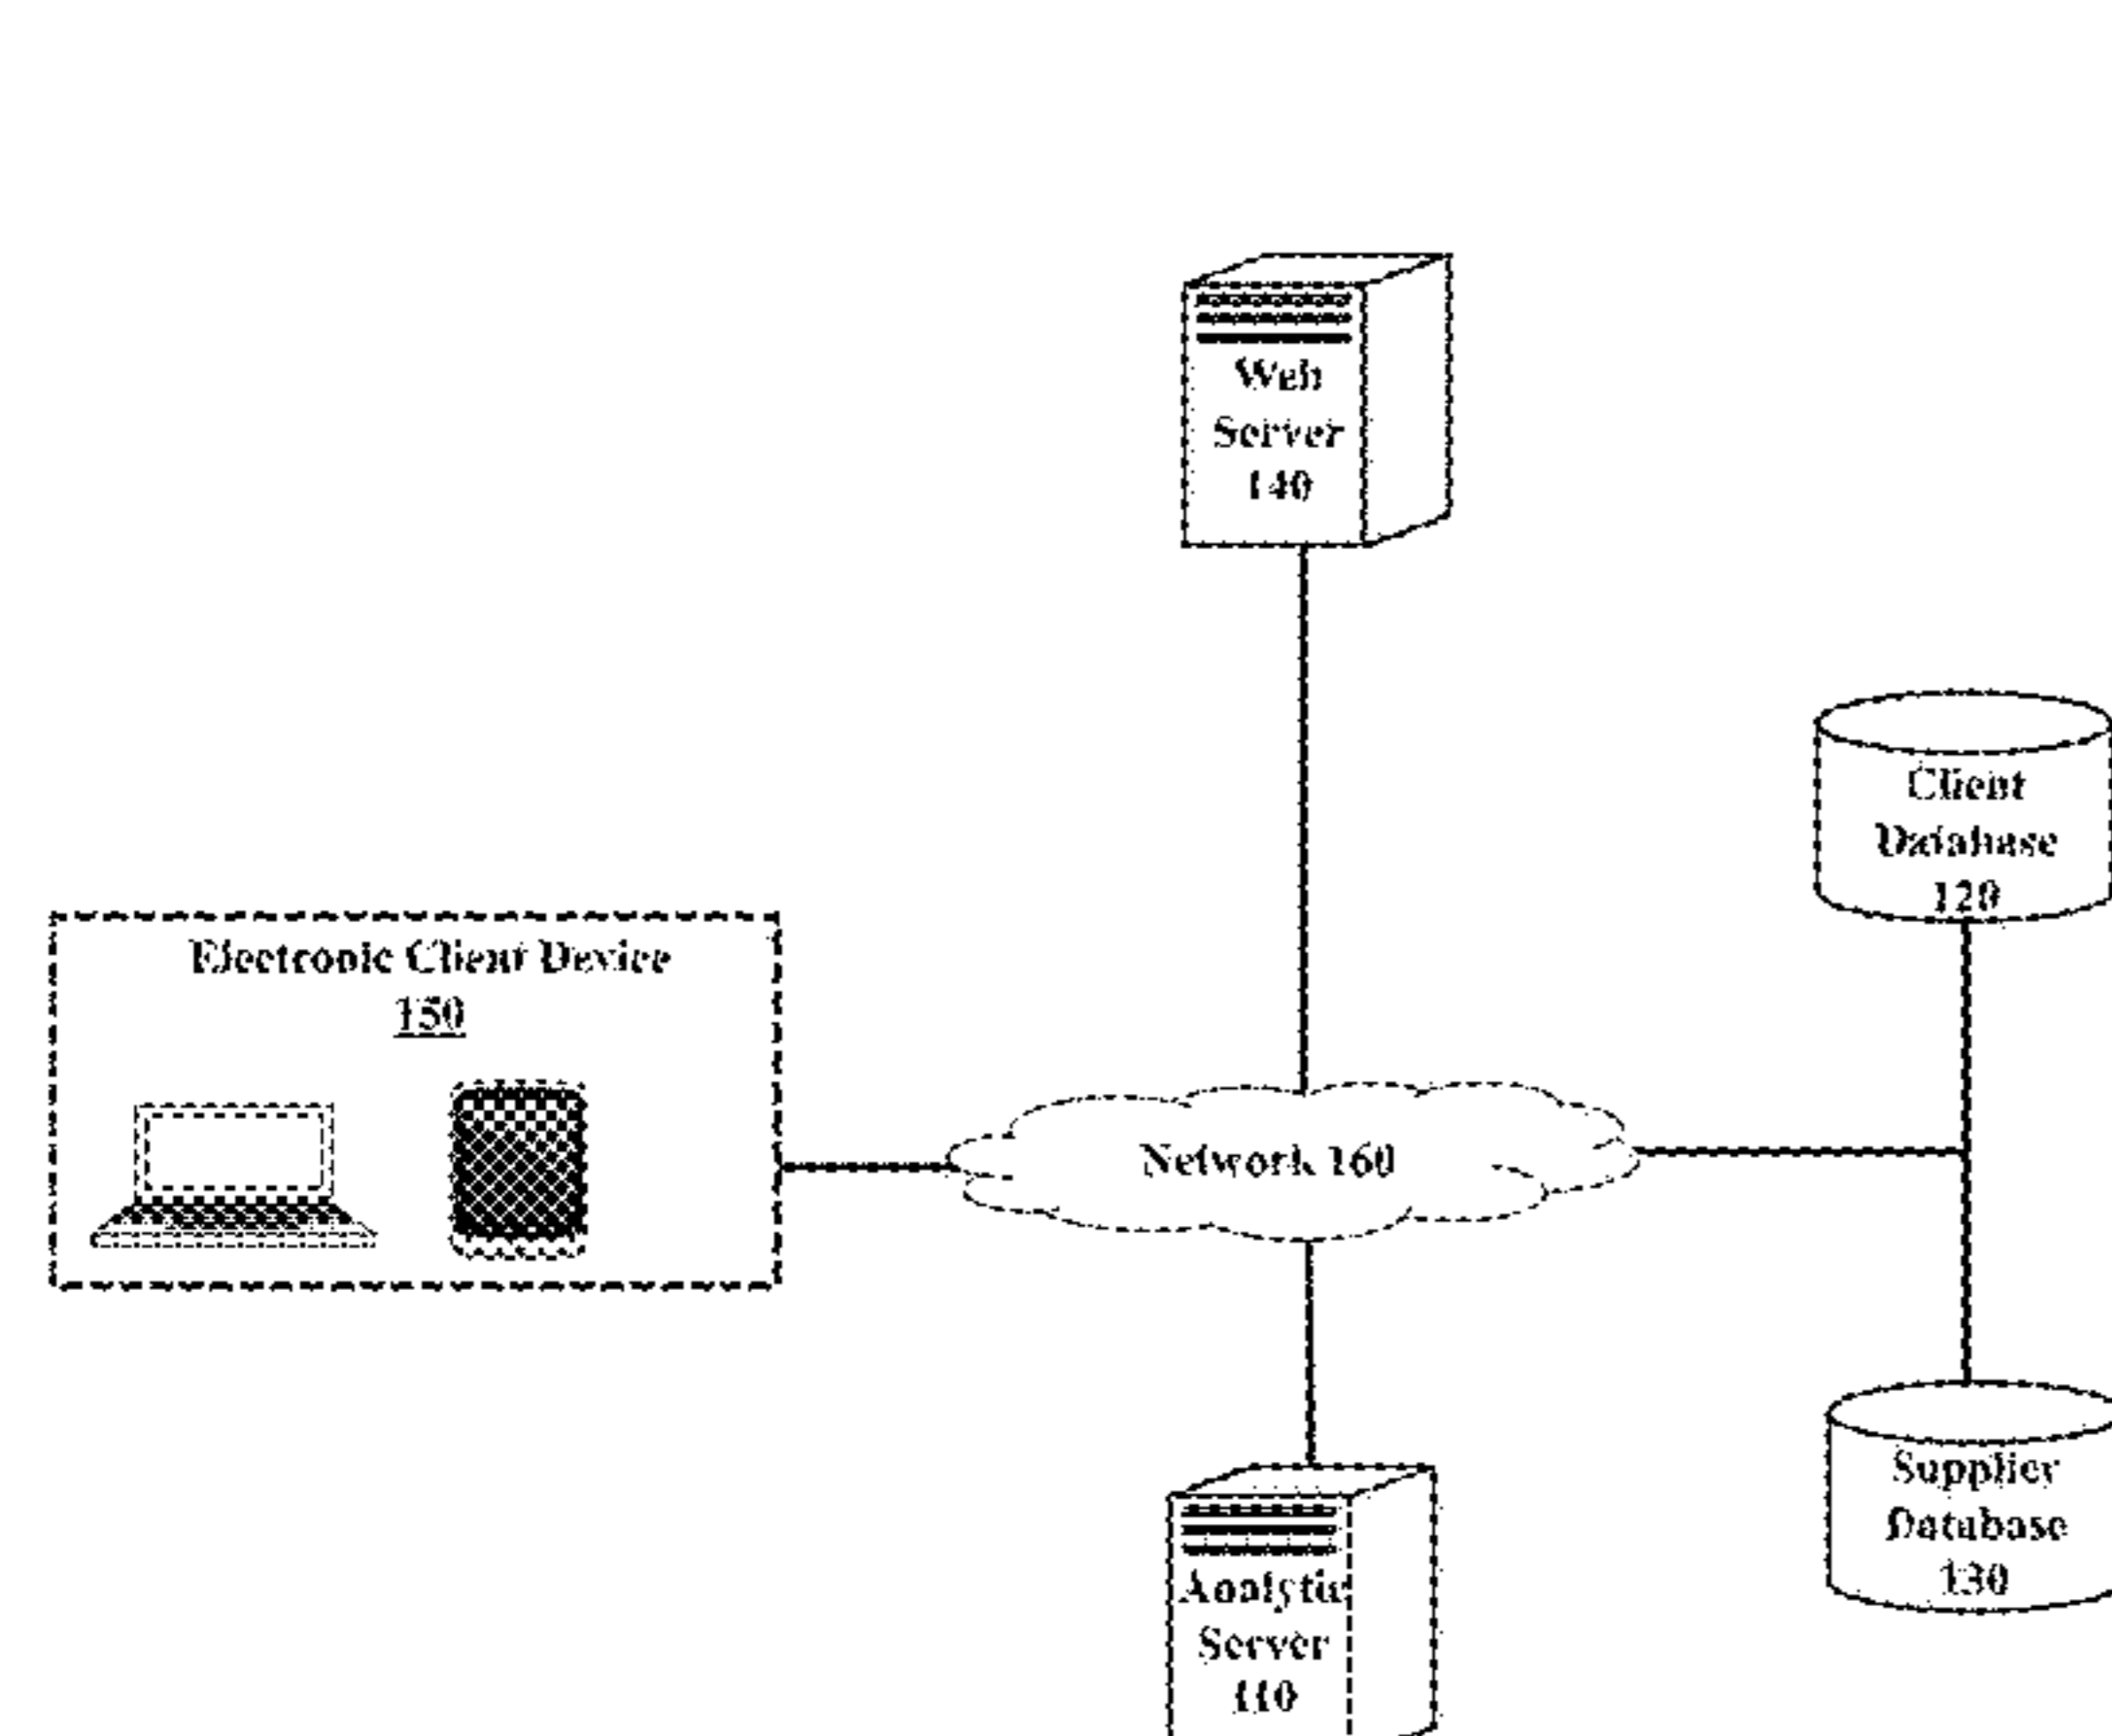 Web
Server
140
Client
Database
120
Electronic Client Device
150
Network 160
Supplier
Database
130
Analytic
Server
110